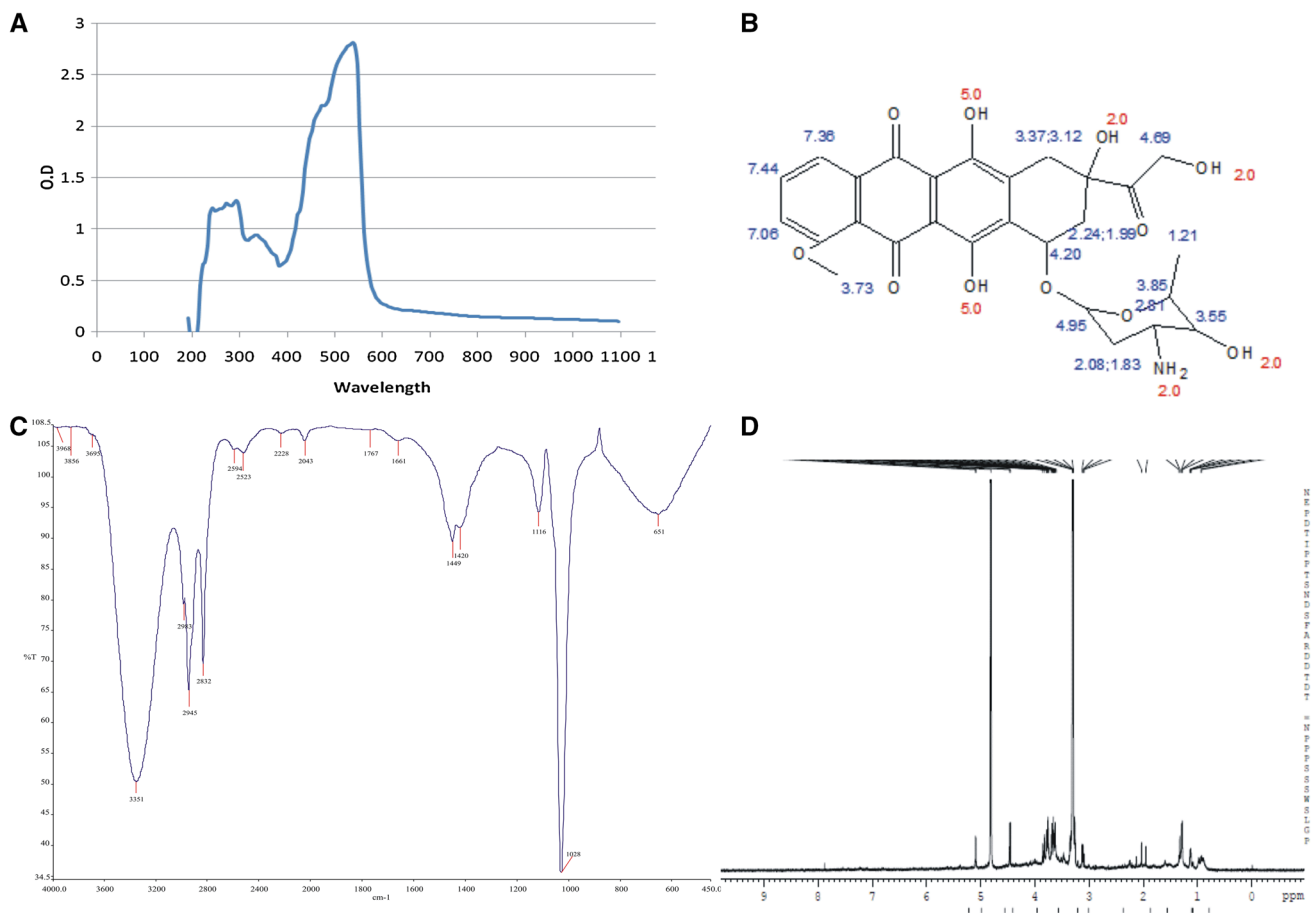 A
3
2.5
2
1.5
1
0.5
0
O.D
0 100 200 300 400 500 600 700 800 900 1000 1100 1
Wavelength
B
5.0
OH
O
2.0
OH
7.36
3.37;3.12
4.69
7.44
OH 2.0
7.06
O
2.24;1.99
1.21
4.20
O
3.73
O
OH
O
3.85
2.81
3.55
5.0
4.95
O
OH 2.0
2.08;1.83
NH2
2.0
C
108.5
105
100
95
90
85
80
75
70
65
60
55
50
45
40
34.5
%T
3968
3856
3695
3351
2983
2945
2832
2594
2523
2228
2043
1767
1661
1449
1420
1116
1028
651
4000.0 3600 3200 2800 2400 2000 1800 1600 1400 1200 1000 800 600 450.0
cm-1
D
9 8 7 6 5 4 3 2 1 0 ppm
N
E
P
D
T
I
P
P
T
S
N
D
S
F
A
R
D
D
T
D
T
=
N
P
P
P
S
S
S
W
S
L
G
P